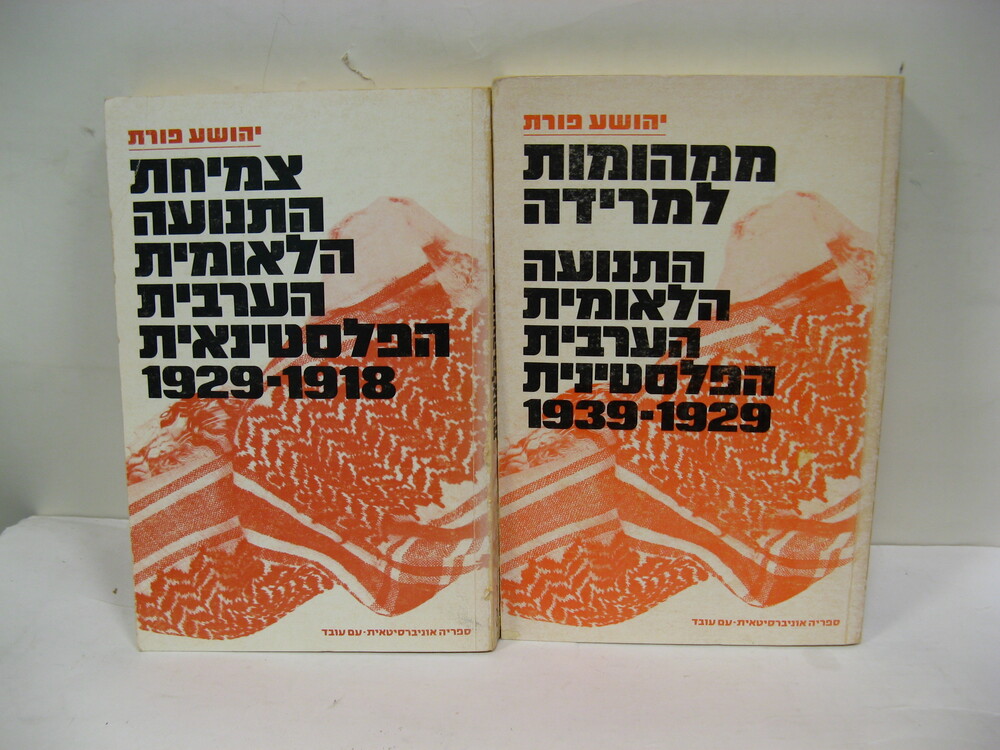 יהושע פורת
צמיחת
התנועה
הלאומית
הערבית
הפלסטינאית
1929-1918
ספריה אוניברסיטאית · עם עובד
יהושע פורת
ממהומות
למרידה
התנועה
הלאומית
הערבית
הפלסטינית
1939-1929
ספריה אוניברסיטאית · עם עובד